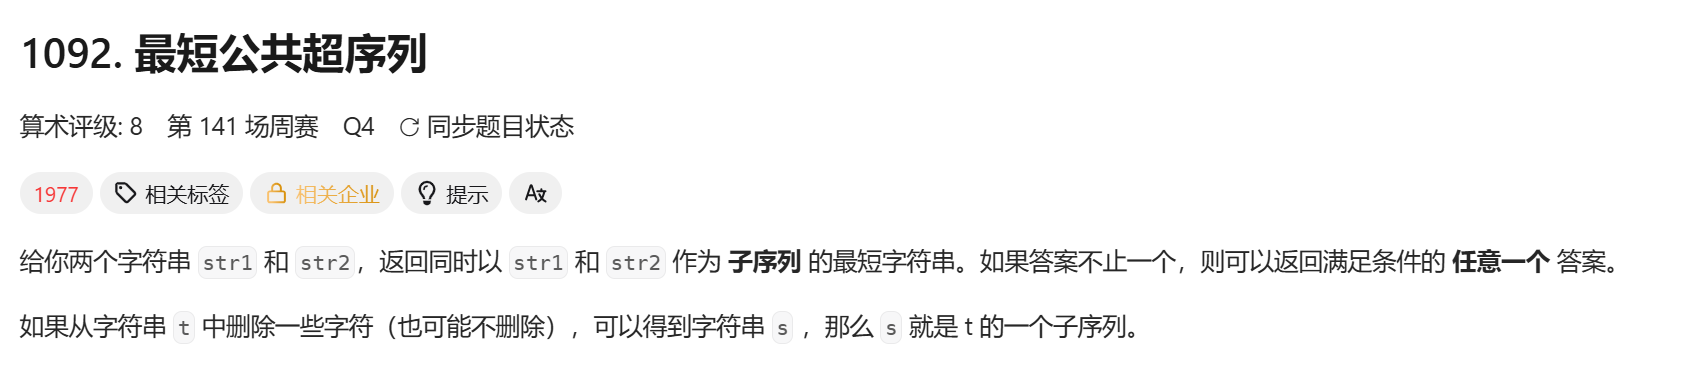 1092. 最短公共超序列
算术评级: 8 第 141 场周赛 Q4 同步题目状态
1977 相关标签 相关企业 提示
给你两个字符串 str1 和 str2，返回同时以 str1 和 str2 作为 子序列 的最短字符串。如果答案不止一个，则可以返回满足条件的 任意一个 答案。
如果从字符串 t 中删除一些字符（也可能不删除），可以得到字符串 s ，那么 s 就是 t 的一个子序列。